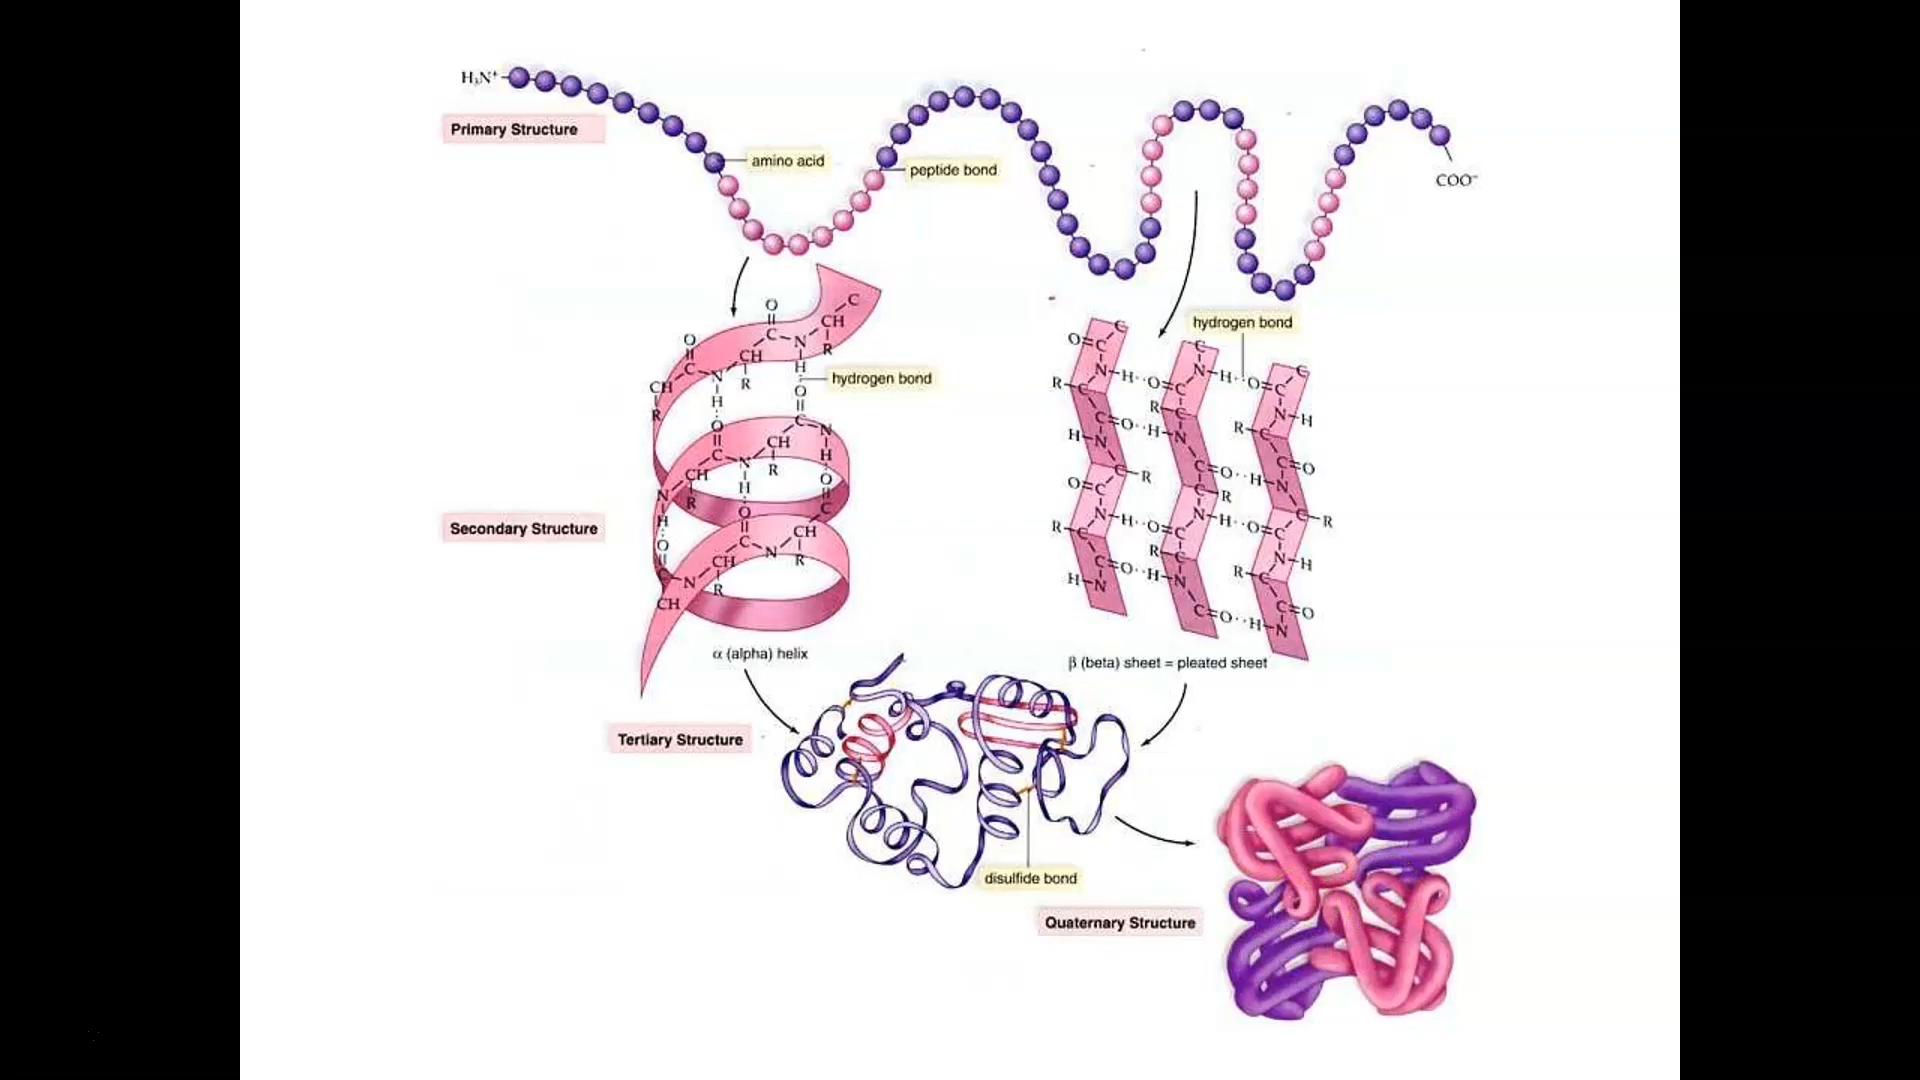 H₃N⁺
Primary Structure
amino acid
peptide bond
COO⁻
hydrogen bond
hydrogen bond
Secondary Structure
α (alpha) helix
β (beta) sheet = pleated sheet
Tertiary Structure
disulfide bond
Quaternary Structure